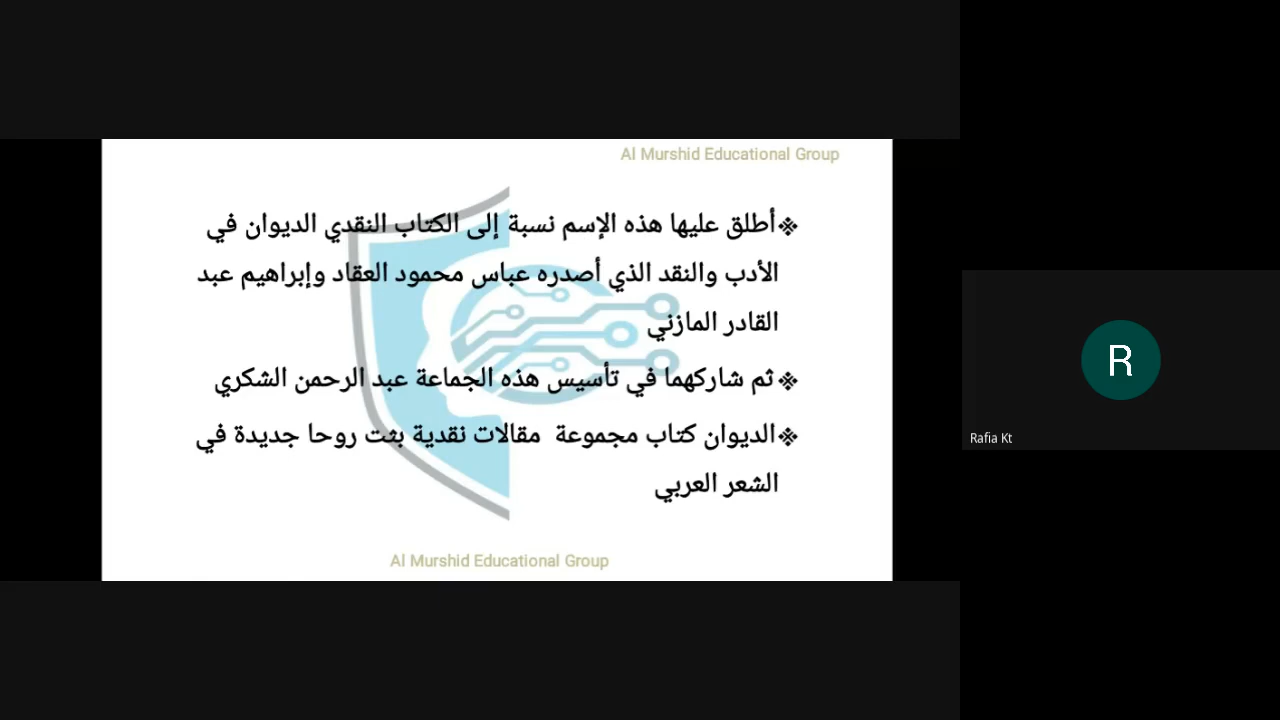 Al Murshid Educational Group
❖أطلق عليها هذه الإسم نسبة إلى الكتاب النقدي الديوان في
الأدب والنقد الذي أصدره عباس محمود العقاد وإبراهيم عبد
القادر المازني
❖ثم شاركهما في تأسيس هذه الجماعة عبد الرحمن الشكري
❖الديوان كتاب مجموعة مقالات نقدية بثت روحا جديدة في
الشعر العربي
Al Murshid Educational Group
R
Rafia Kt